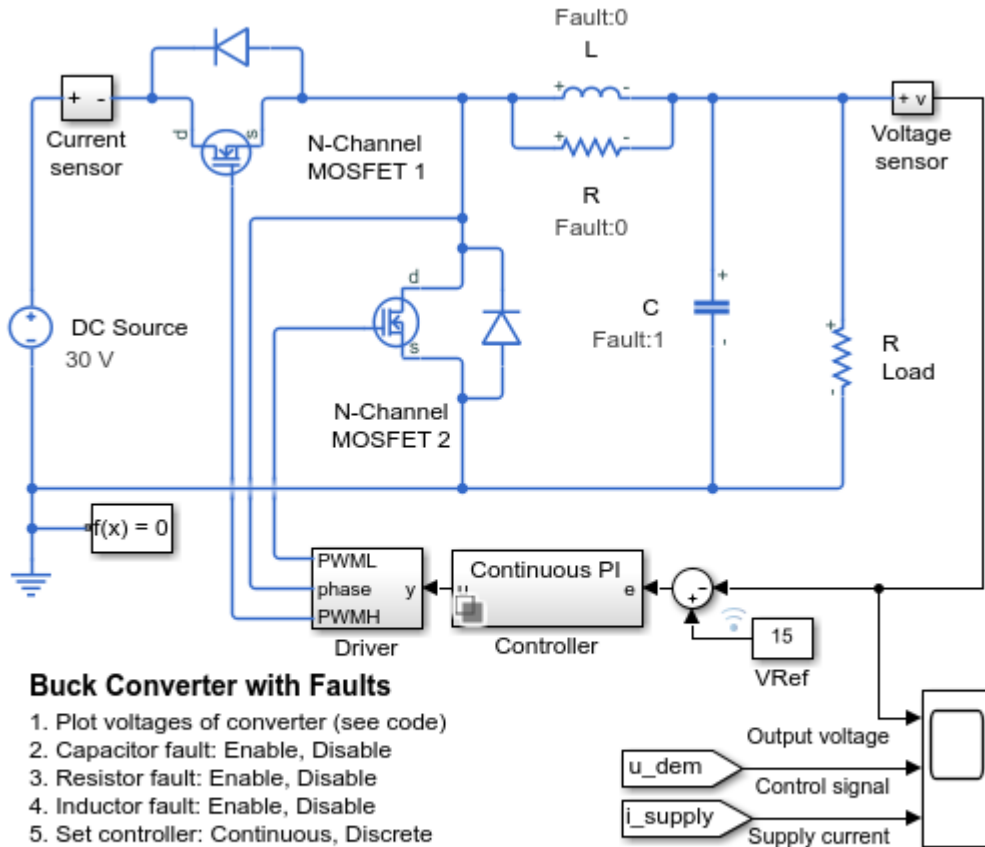 Fault:0
L
+ -
+ -
Current
sensor
d
s
N-Channel
MOSFET 1
+ -
+ -
R
Fault:0
+ v
Voltage
sensor
d
s
+
-
DC Source
30 V
C
Fault:1
+
-
+
-
R
Load
N-Channel
MOSFET 2
f(x) = 0
PWML
phase
PWMH
y
Driver
Continuous PI
u
e
Controller
-
+
15
VRef
Buck Converter with Faults
1. Plot voltages of converter (see code)
2. Capacitor fault: Enable, Disable
3. Resistor fault: Enable, Disable
4. Inductor fault: Enable, Disable
5. Set controller: Continuous, Discrete
Output voltage
u_dem
Control signal
i_supply
Supply current